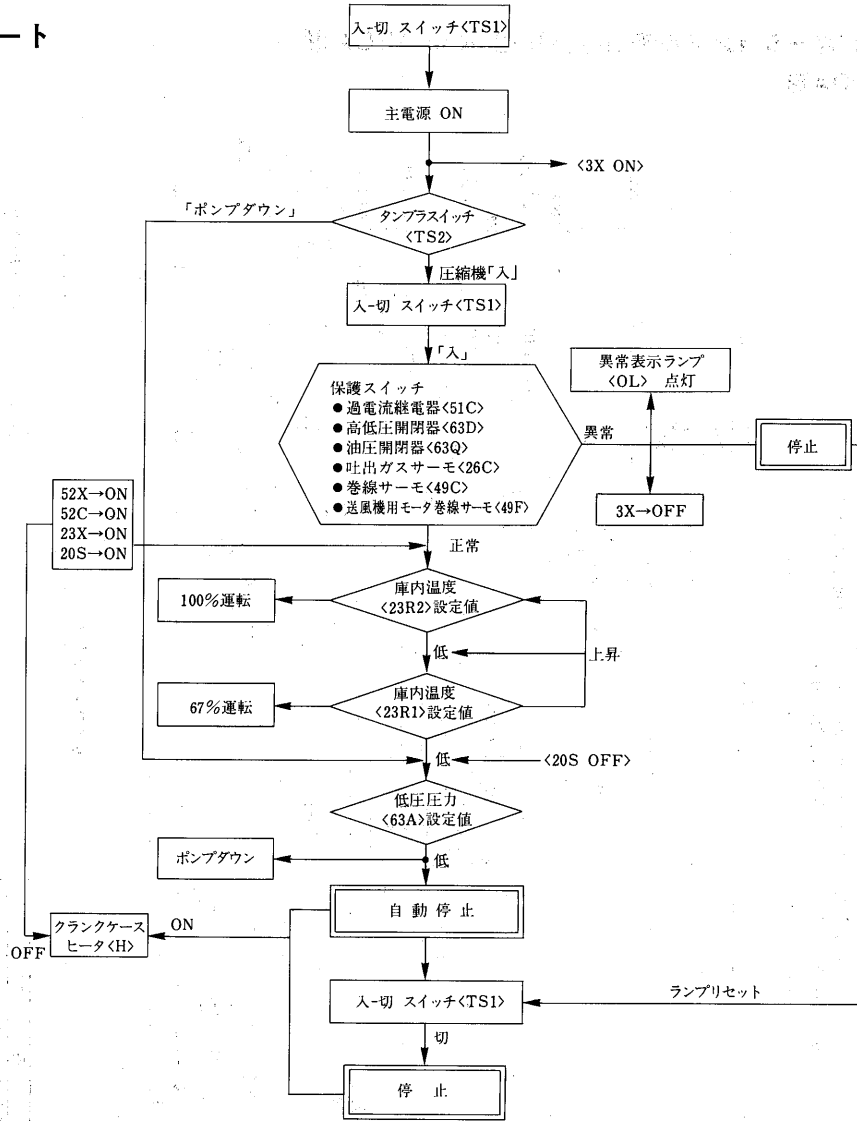 ート
入-切 スイッチ<TS1>
主電源 ON
<3X ON>
「ポンプダウン」
タンブラスイッチ
<TS2>
圧縮機「入」
入-切 スイッチ<TS1>
「入」
異常表示ランプ
<OL> 点灯
保護スイッチ
●過電流継電器<51C>
●高低圧開閉器<63D>
●油圧開閉器<63Q>
●吐出ガスサーモ<26C>
●巻線サーモ<49C>
●送風機用モータ巻線サーモ<49F>
異常
停止
3X→OFF
52X→ON
52C→ON
23X→ON
20S→ON
正常
庫内温度
<23R2>設定値
100%運転
低
上昇
庫内温度
<23R1>設定値
67%運転
低
<20S OFF>
低圧圧力
<63A>設定値
ポンプダウン
低
自動停止
クランクケース
ヒータ<H>
ON
OFF
入-切 スイッチ<TS1>
ランプリセット
切
停 止